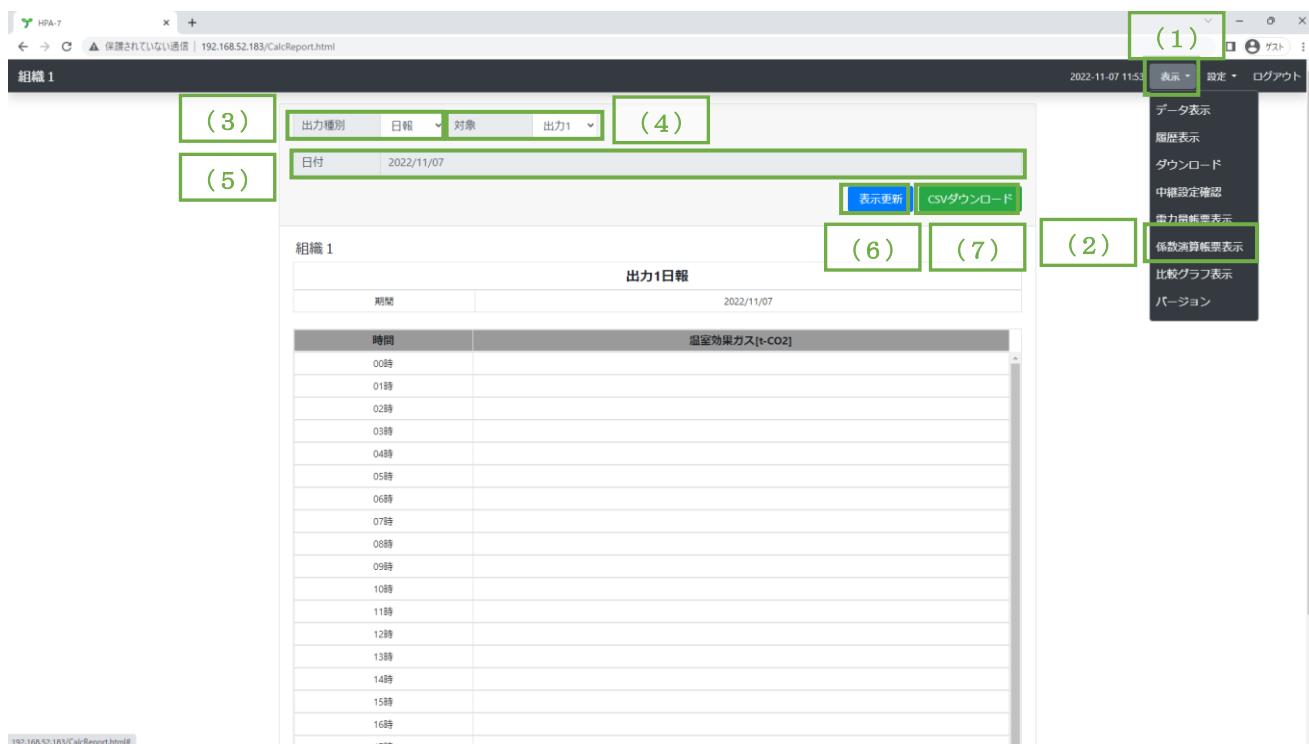 HPA-7
保護されていない通信 | 192.168.52.183/CalcReport.html
ゲスト
(1)
組織 1
2022-11-07 11:53
表示
設定
ログアウト
データ表示
履歴表示
ダウンロード
中継設定確認
電力量帳票表示
係数演算帳票表示
比較グラフ表示
バージョン
(2)
(3)
出力種別 日報 対象 出力1
(4)
(5)
日付 2022/11/07
表示更新 CSVダウンロード
(6) (7)
組織 1
出力1日報
期間 2022/11/07
時間 温室効果ガス[t-CO2]
00時
01時
02時
03時
04時
05時
06時
07時
08時
09時
10時
11時
12時
13時
14時
15時
16時
192.168.52.183/CalcReport.html#